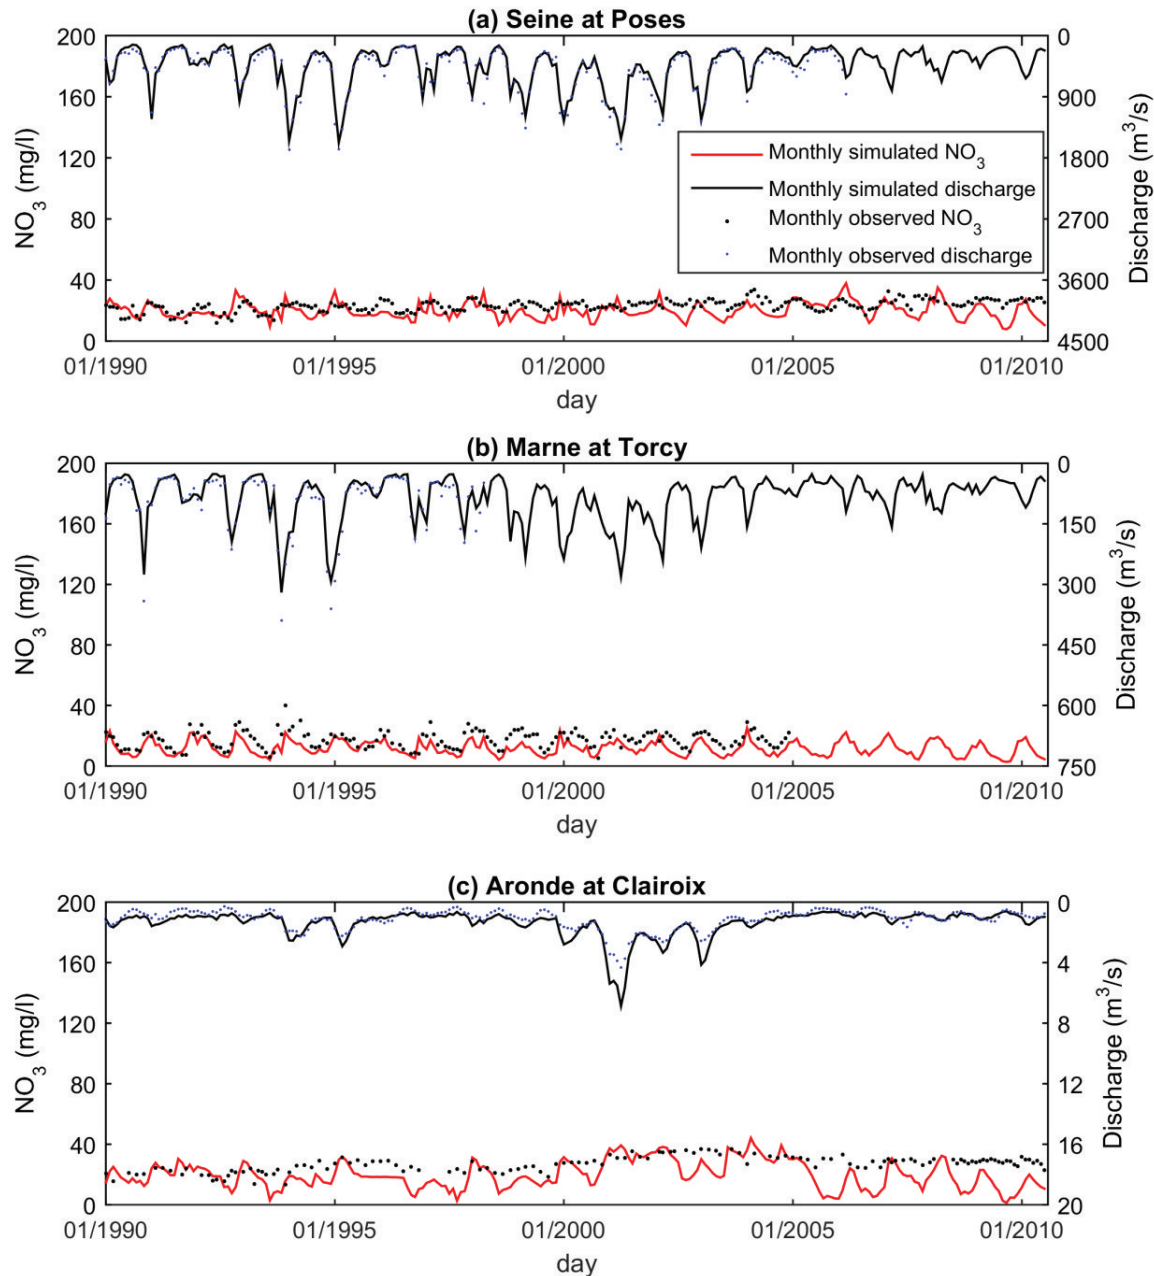 (a) Seine at Poses
200 0
160 900
120 1800
80 2700
40 3600
0 4500
NO3 (mg/l)
Discharge (m³/s)
Monthly simulated NO3
Monthly simulated discharge
Monthly observed NO3
Monthly observed discharge
01/1990 01/1995 01/2000 01/2005 01/2010
day
(b) Marne at Torcy
200 0
160 150
120 300
80 450
40 600
0 750
NO3 (mg/l)
Discharge (m³/s)
01/1990 01/1995 01/2000 01/2005 01/2010
day
(c) Aronde at Clairoix
200 0
160 4
120 8
80 12
40 16
0 20
NO3 (mg/l)
Discharge (m³/s)
01/1990 01/1995 01/2000 01/2005 01/2010
day